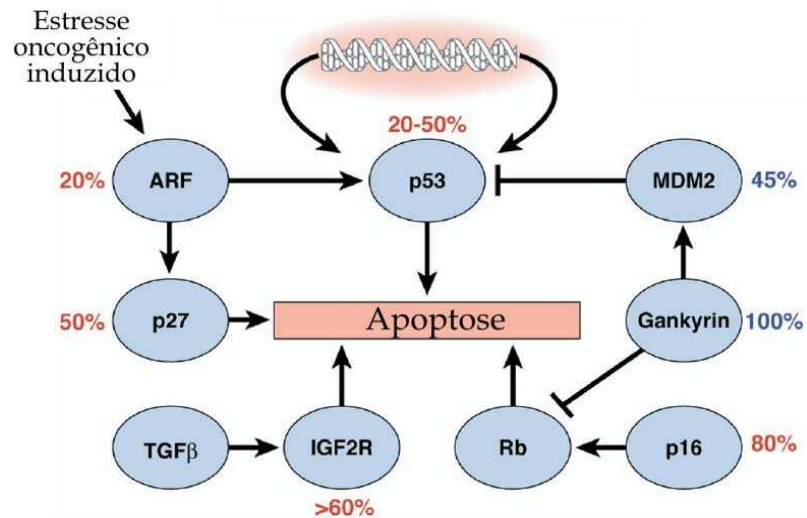 Estresse
oncogênico
induzido
20-50%
20%
ARF
p53
MDM2
45%
50%
p27
Apoptose
Gankyrin
100%
TGFβ
IGF2R
Rb
p16
80%
>60%